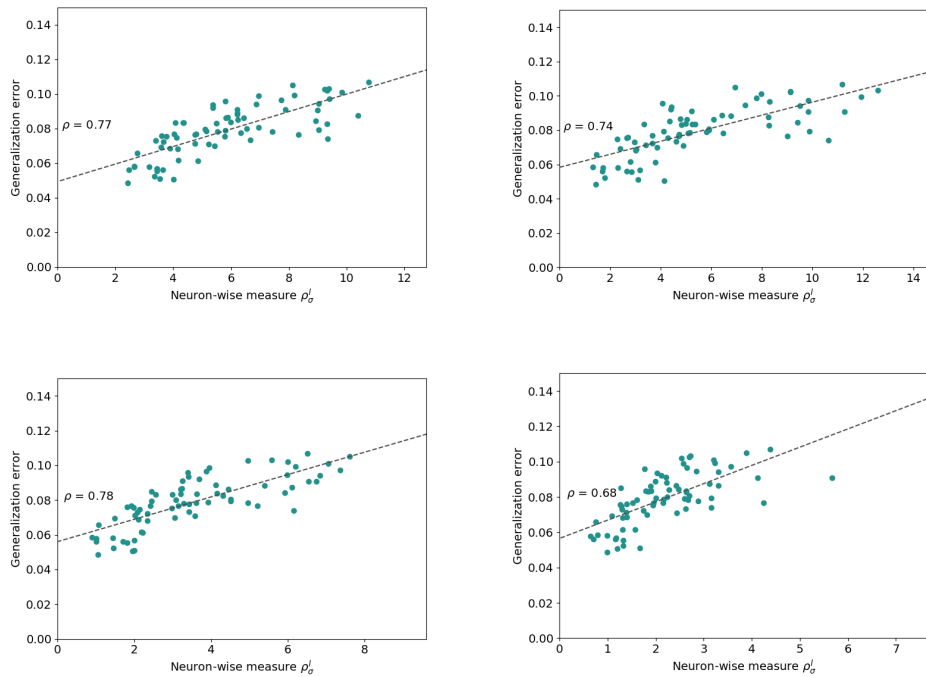 0.14
0.12
0.10
0.08
0.06
0.04
0.02
0.00
Generalization error
ρ = 0.77
0 2 4 6 8 10 12
Neuron-wise measure ρ_σ^l
0.14
0.12
0.10
0.08
0.06
0.04
0.02
0.00
Generalization error
ρ = 0.74
0 2 4 6 8 10 12 14
Neuron-wise measure ρ_σ^l
0.14
0.12
0.10
0.08
0.06
0.04
0.02
0.00
Generalization error
ρ = 0.78
0 2 4 6 8
Neuron-wise measure ρ_σ^l
0.14
0.12
0.10
0.08
0.06
0.04
0.02
0.00
Generalization error
ρ = 0.68
0 1 2 3 4 5 6 7
Neuron-wise measure ρ_σ^l